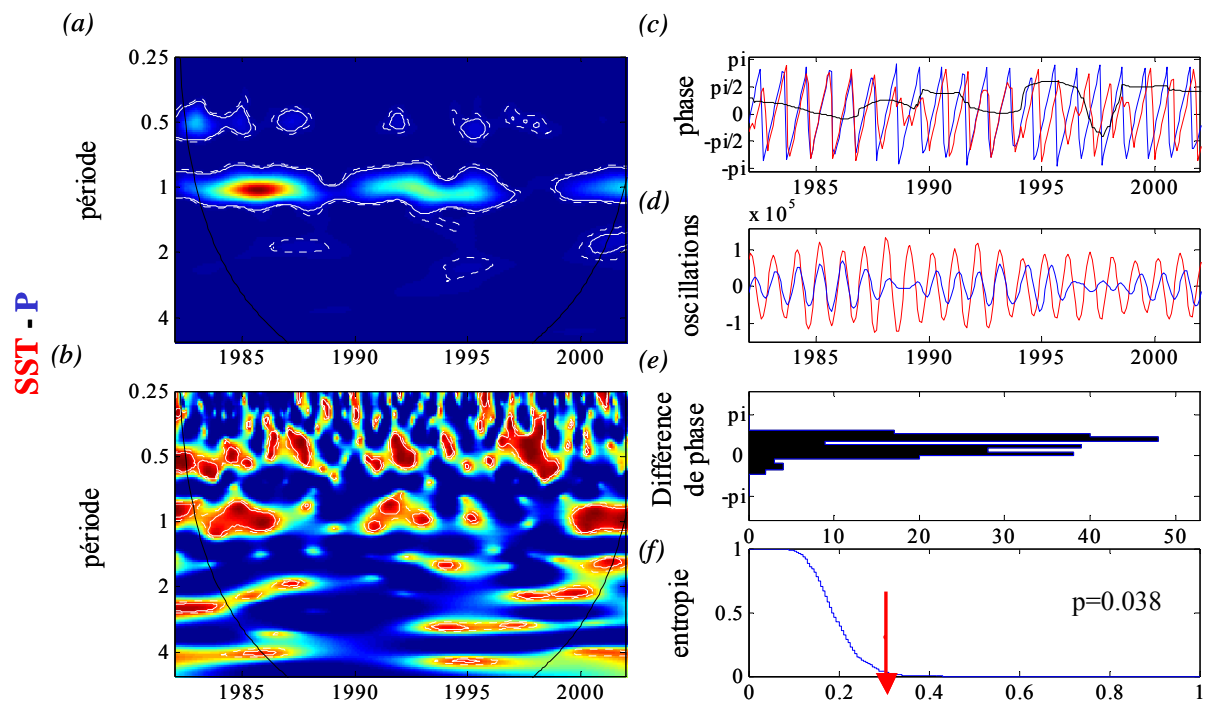 SST - P
(a)
période
0.25
0.5
1
2
4
1985
1990
1995
2000
(b)
période
0.25
0.5
1
2
4
1985
1990
1995
2000
(c)
phase
pi
pi/2
0
-pi/2
-pi
1985
1990
1995
2000
(d)
x 10^5
oscillations
1
0
-1
1985
1990
1995
2000
(e)
Différence
de phase
pi
0
-pi
0
10
20
30
40
50
(f)
entropie
1
0.5
0
p=0.038
0
0.2
0.4
0.6
0.8
1